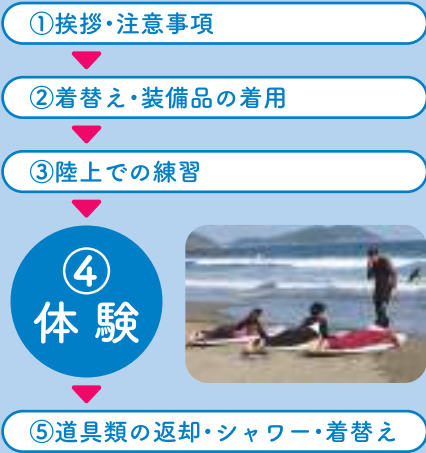 ①挨拶・注意事項
②着替え・装備品の着用
③陸上での練習
④
体験
⑤道具類の返却・シャワー・着替え